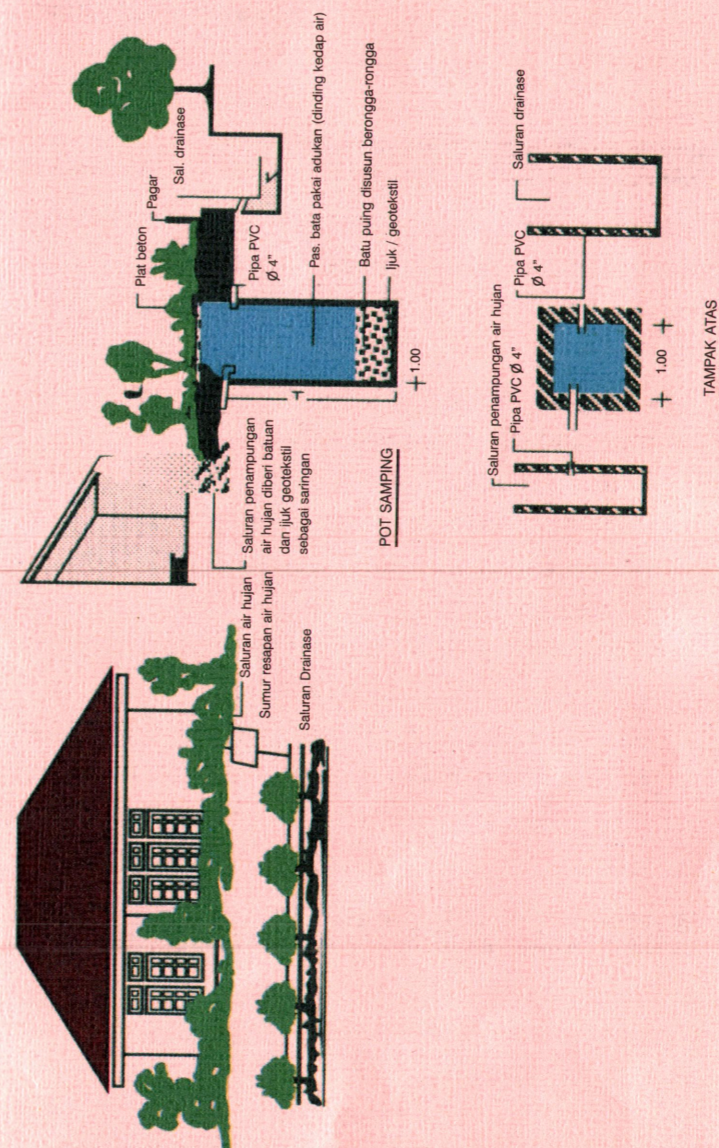 Saluran air hujan
Sumur resapan air hujan
Saluran Drainase
Plat beton
Pagar
Sal. drainase
Pipa PVC
Ø 4"
Pas. bata pakai adukan (dinding kedap air)
Batu puing disusun berongga-rongga
Ijuk / geotekstil
1.00
Saluran penampungan
air hujan diberi batuan
dan ijuk geotekstil
sebagai saringan
POT SAMPING
Saluran penampungan air hujan
Pipa PVC Ø 4"
Pipa PVC
Ø 4"
Saluran drainase
1.00
TAMPAK ATAS